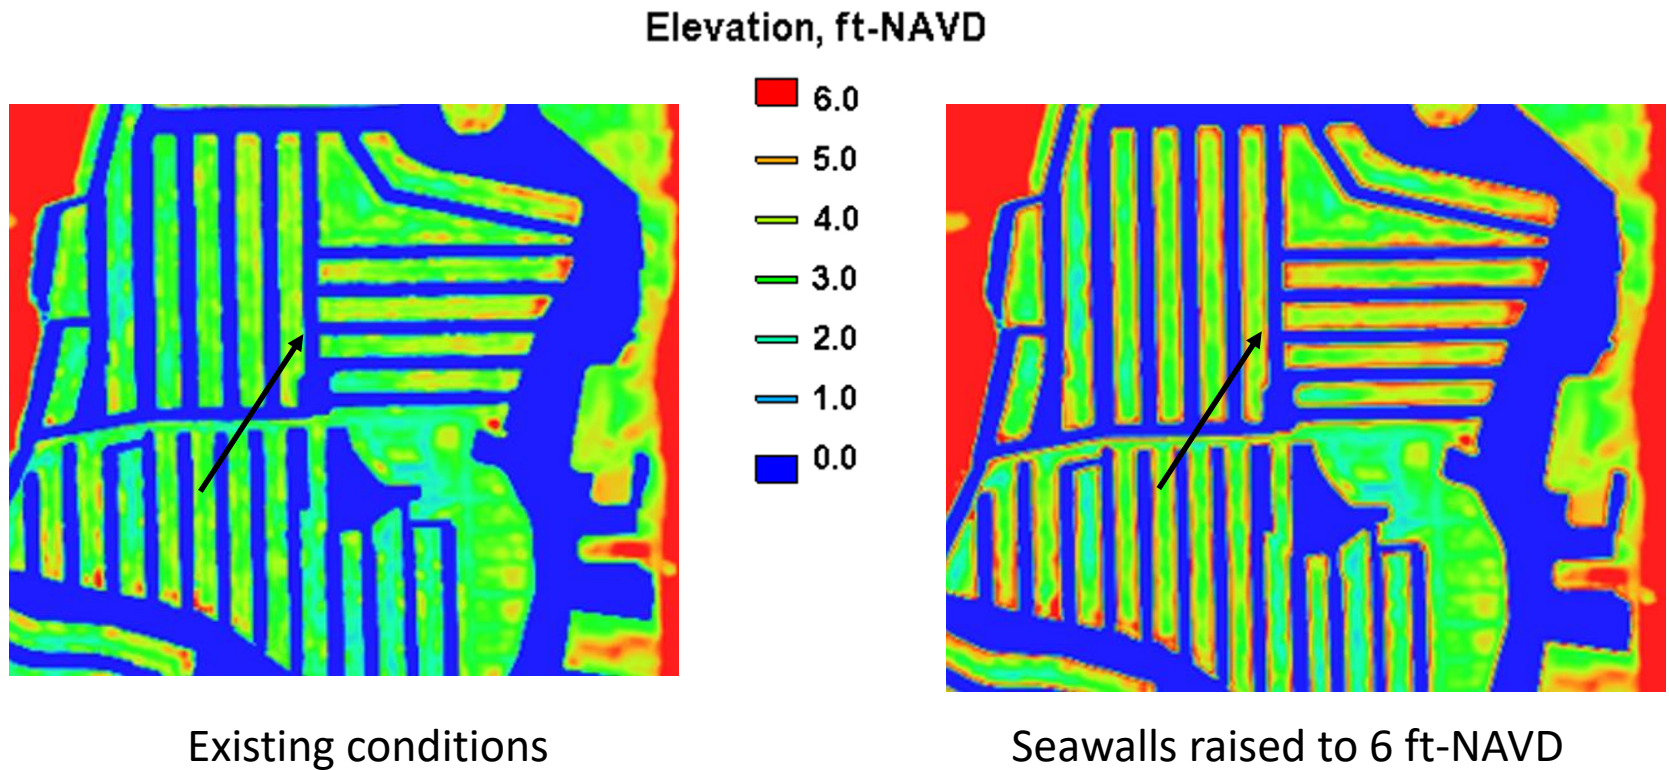 Elevation, ft-NAVD
6.0
5.0
4.0
3.0
2.0
1.0
0.0
Existing conditions
Seawalls raised to 6 ft-NAVD